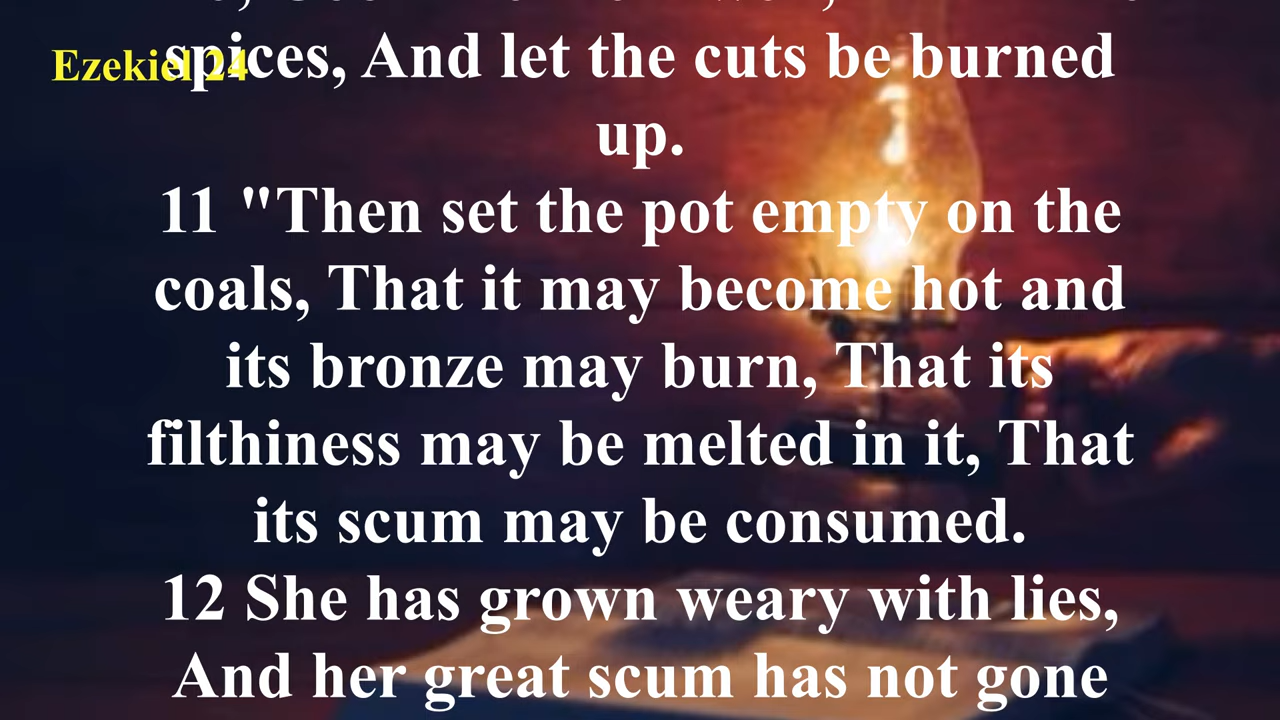 Ezekiel 24
spices, And let the cuts be burned
up.
11 "Then set the pot empty on the
coals, That it may become hot and
its bronze may burn, That its
filthiness may be melted in it, That
its scum may be consumed.
12 She has grown weary with lies,
And her great scum has not gone